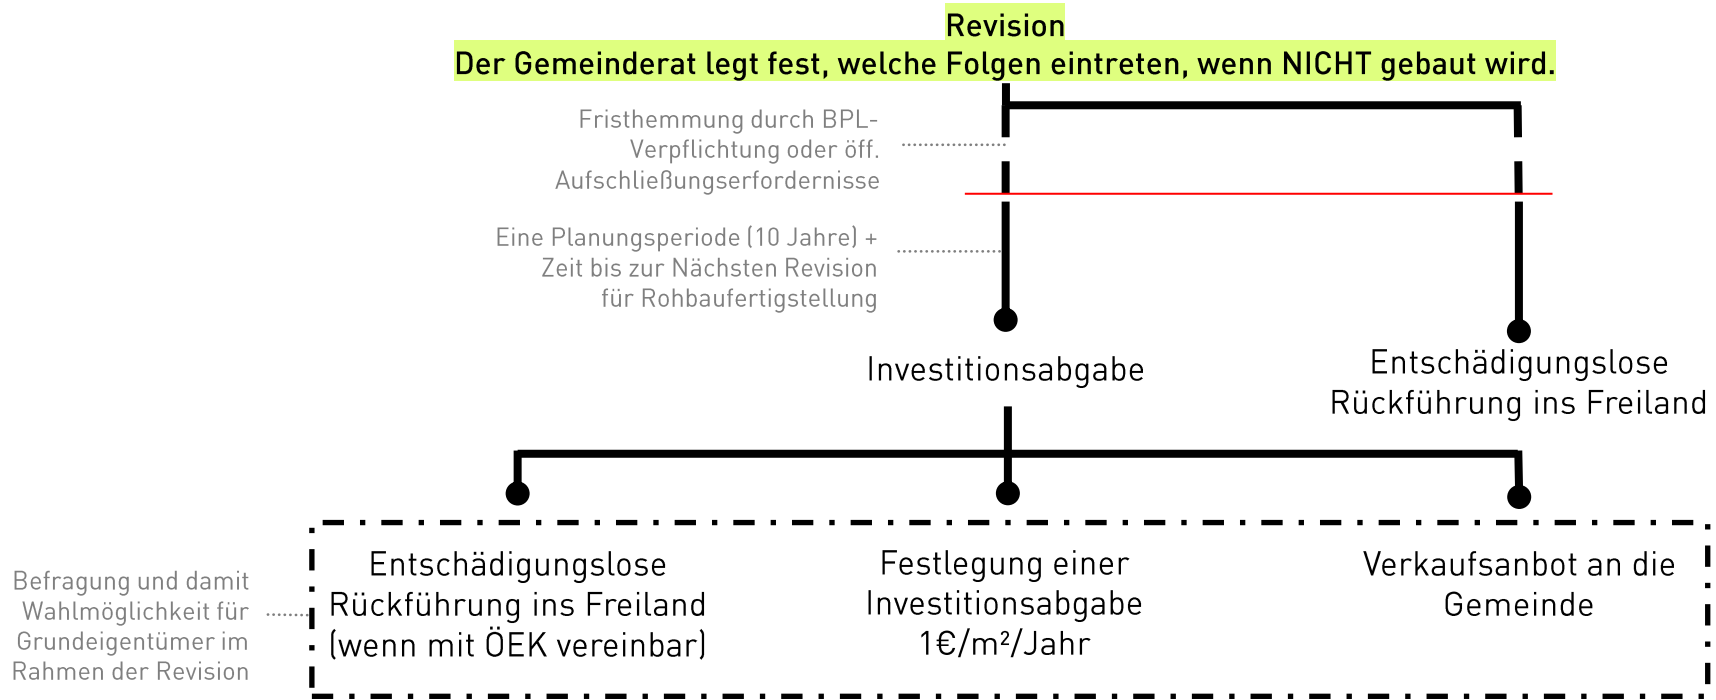 Revision
Der Gemeinderat legt fest, welche Folgen eintreten, wenn NICHT gebaut wird.
Fristhemmung durch BPL-
Verpflichtung oder öff.
Aufschließungserfordernisse
Eine Planungsperiode (10 Jahre) +
Zeit bis zur Nächsten Revision
für Rohbaufertigstellung
Investitionsabgabe
Entschädigungslose
Rückführung ins Freiland
Befragung und damit
Wahlmöglichkeit für
Grundeigentümer im
Rahmen der Revision
Entschädigungslose
Rückführung ins Freiland
(wenn mit ÖEK vereinbar)
Festlegung einer
Investitionsabgabe
1€/m²/Jahr
Verkaufsanbot an die
Gemeinde